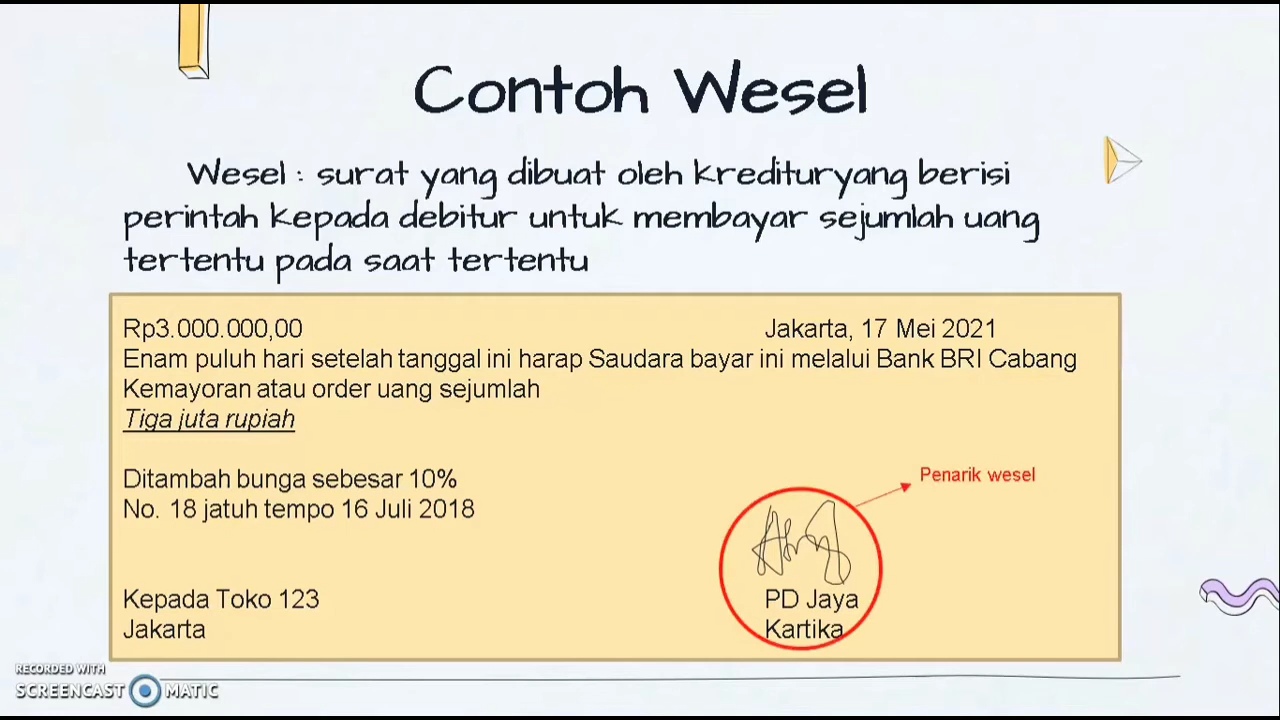 Contoh Wesel
Wesel : surat yang dibuat olehledituryang berisi
perintah kepada debitur untuk membayar sejumlah uang
tertentu pada saat tertentu
Rp3.000.000,00 Jakarta, 17 Mei 2021
Enam puluh hari setelah tanggal ini harap Saudara bayar ini melalui Bank BRI Cabang
Kemayoran atau order uang sejumlah
Tiga juta rupiah
Ditambah bunga sebesar 10%
Penarik wesel
No. 18 jatuh tempo 16 Juli 2018
Kepada Toko 123 PD Jaya
Jakarta Kartika
RECORDED WITH
SCREENCAST MATIC